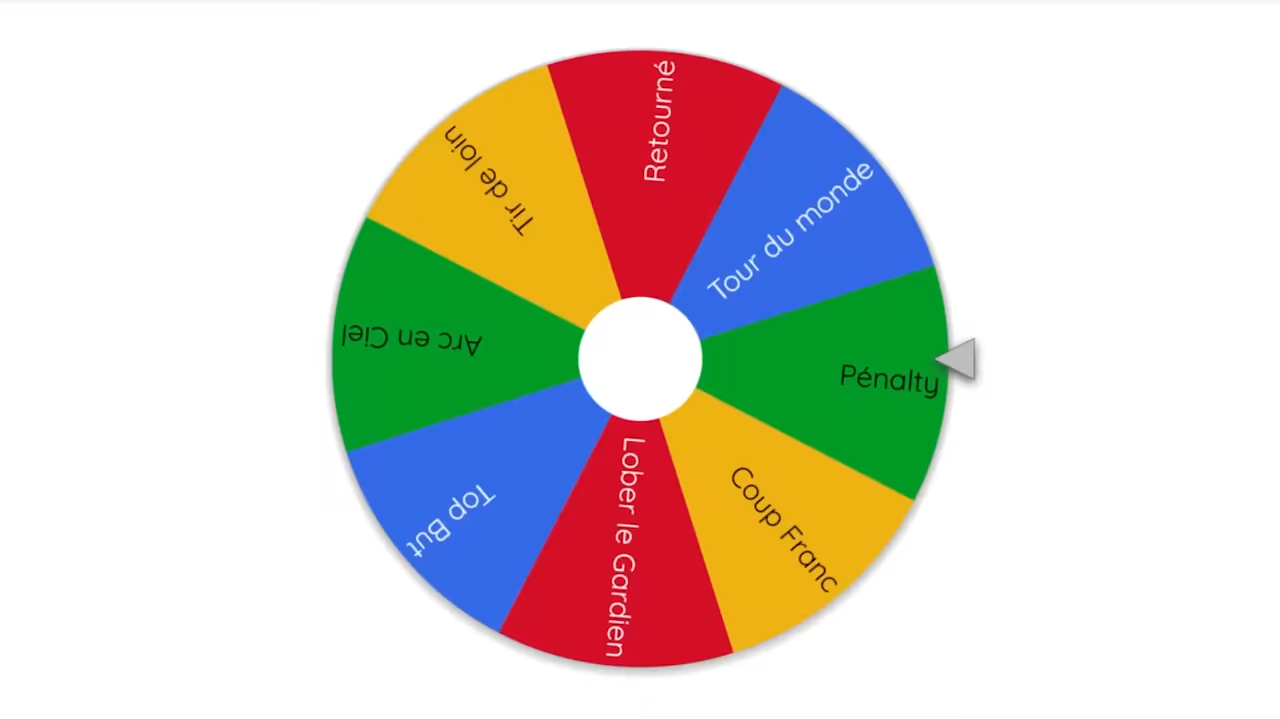 Retourné
Tour du monde
Pénalty
Coup Franc
Lober le Gardien
Top But
Arc en Ciel
Tir de loin